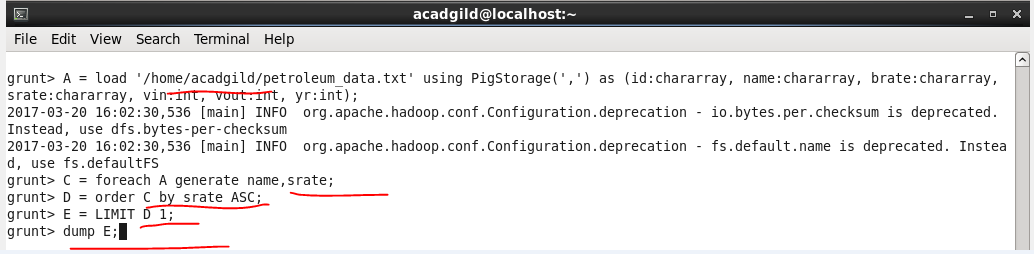 acadgild@localhost:~
File Edit View Search Terminal Help
grunt> A = load '/home/acadgild/petroleum_data.txt' using PigStorage(',') as (id:chararray, name:chararray, brate:chararray,
srate:chararray, vin:int, vout:int, yr:int);
2017-03-20 16:02:30,536 [main] INFO  org.apache.hadoop.conf.Configuration.deprecation - io.bytes.per.checksum is deprecated.
Instead, use dfs.bytes-per-checksum
2017-03-20 16:02:30,536 [main] INFO  org.apache.hadoop.conf.Configuration.deprecation - fs.default.name is deprecated. Instea
d, use fs.defaultFS
grunt> C = foreach A generate name,srate;
grunt> D = order C by srate ASC;
grunt> E = LIMIT D 1;
grunt> dump E;